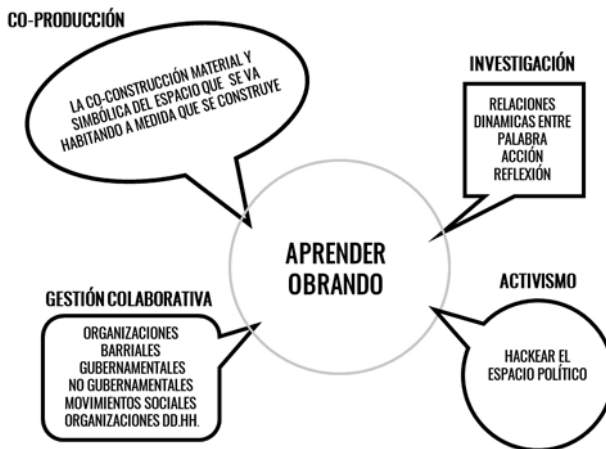 CO-PRODUCCIÓN
LA CO-CONSTRUCCIÓN MATERIAL Y
SIMBÓLICA DEL ESPACIO QUE SE VA
HABITANDO A MEDIDA QUE SE CONSTRUYE
INVESTIGACIÓN
RELACIONES
DINAMICAS ENTRE
PALABRA
ACCIÓN
REFLEXIÓN
APRENDER
OBRANDO
GESTIÓN COLABORATIVA
ORGANIZACIONES
BARRIALES
GUBERNAMENTALES
NO GUBERNAMENTALES
MOVIMIENTOS SOCIALES
ORGANIZACIONES DD.HH.
ACTIVISMO
HACKEAR EL
ESPACIO POLÍTICO